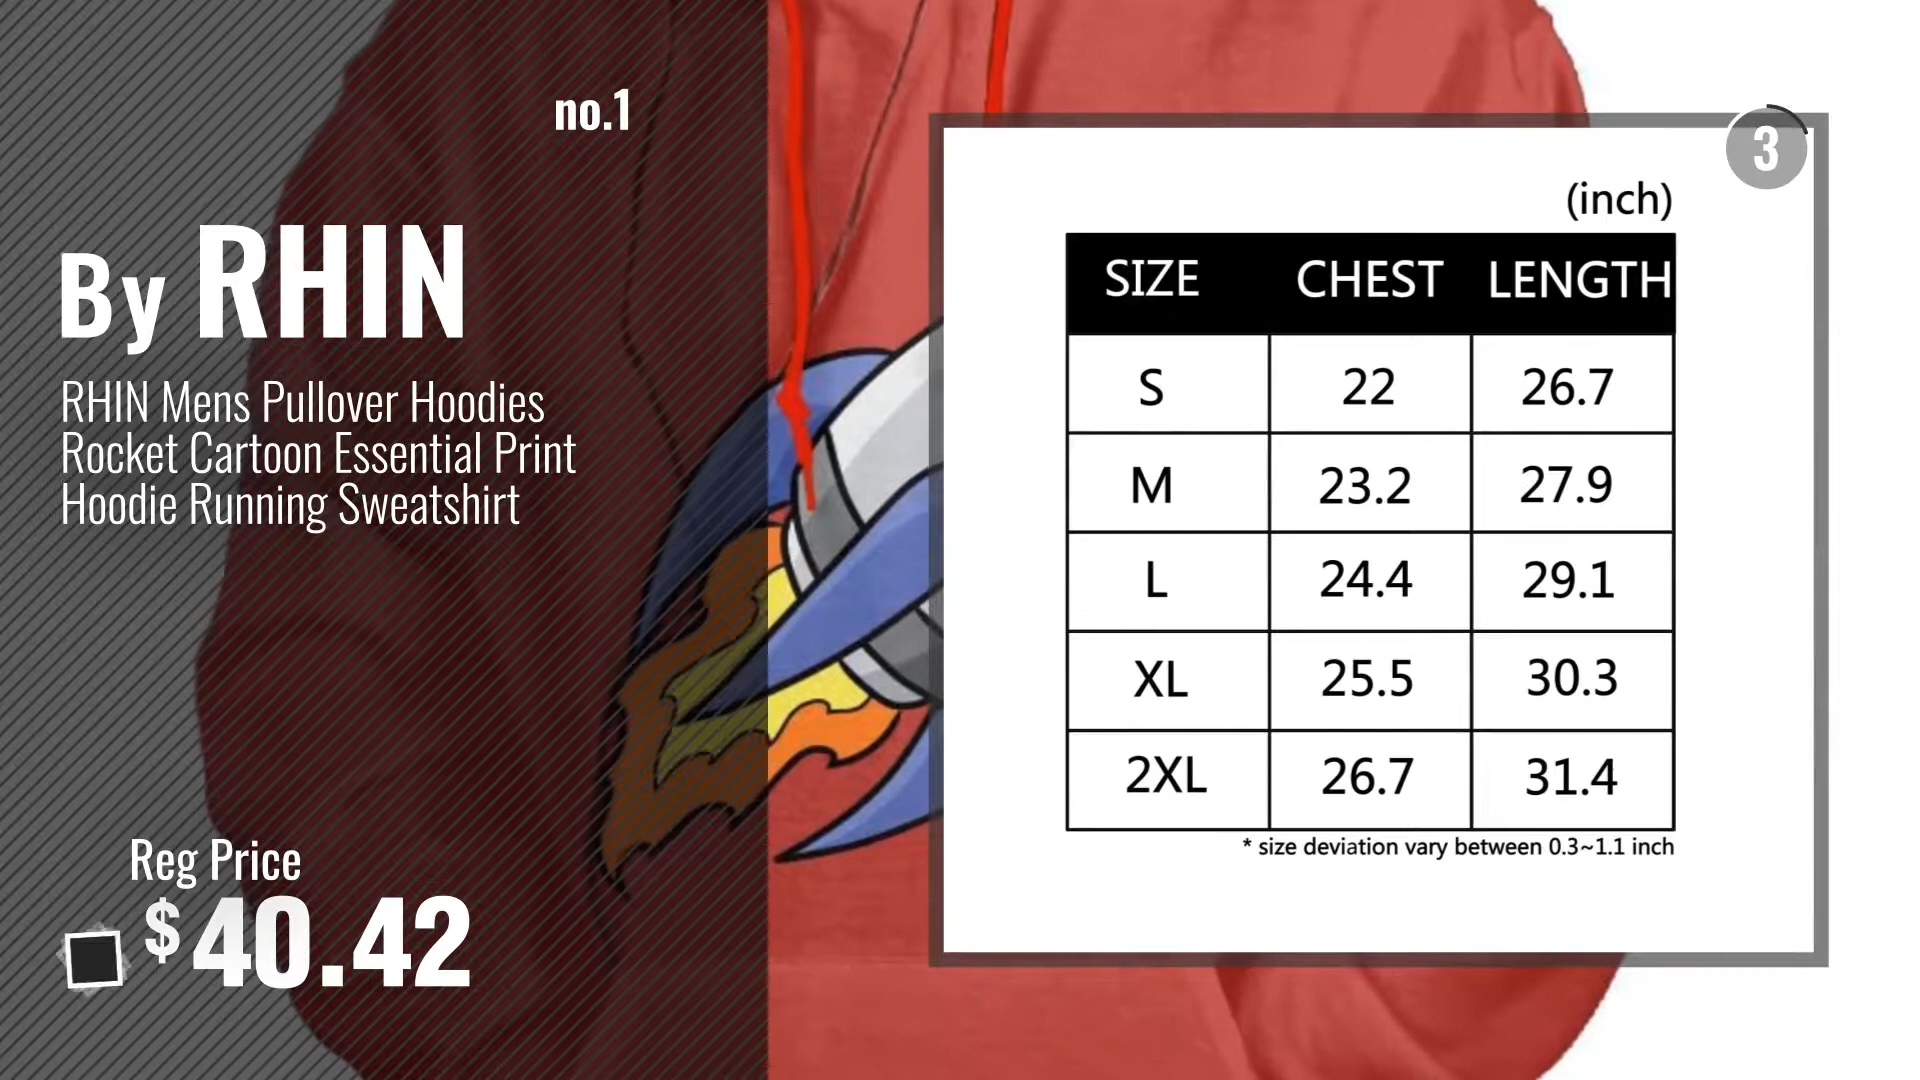 no.1
By RHIN
RHIN Mens Pullover Hoodies
Rocket Cartoon Essential Print
Hoodie Running Sweatshirt
Reg Price
$40.42
3
(inch)
SIZE CHEST LENGTH
S 22 26.7
M 23.2 27.9
L 24.4 29.1
XL 25.5 30.3
2XL 26.7 31.4
* size deviation vary between 0.3~1.1 inch